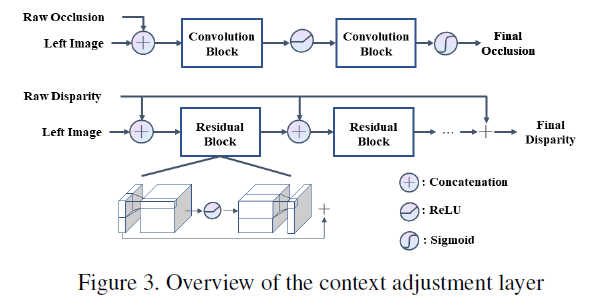 Raw Occlusion
Left Image
Convolution
Block
Convolution
Block
Final
Occlusion
Raw Disparity
Left Image
Residual
Block
Residual
Block
...
Final
Disparity
: Concatenation
: ReLU
: Sigmoid
Figure 3. Overview of the context adjustment layer